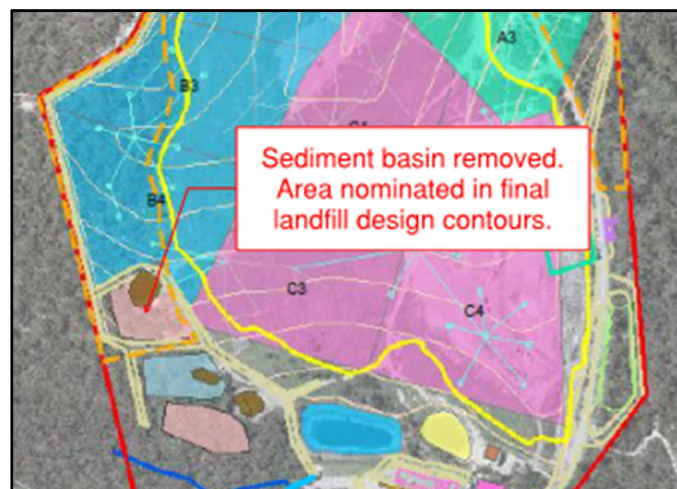 A3
B3
Sediment basin removed.
Area nominated in final
landfill design contours.
B4
C3
C4